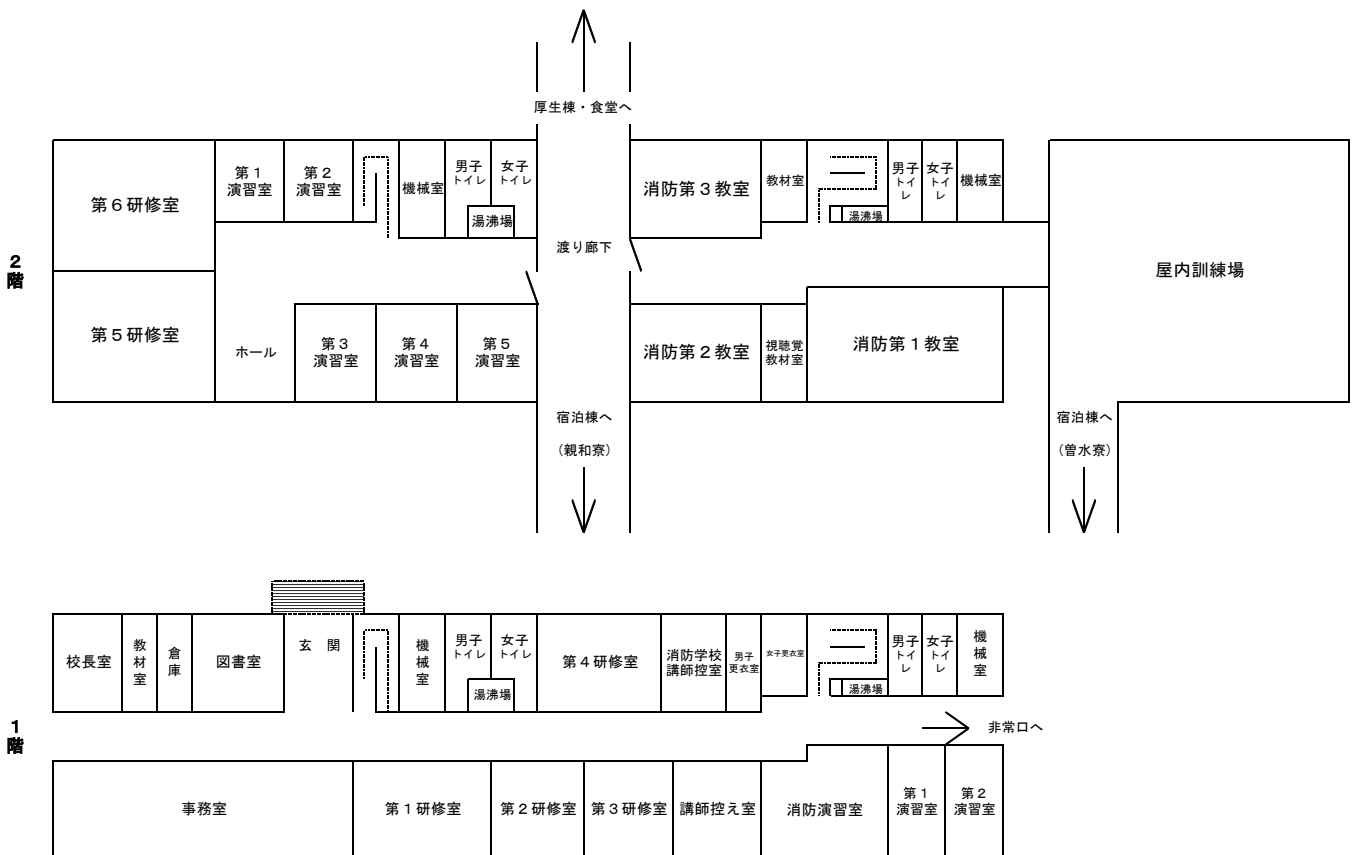 厚生棟・食堂へ
2階
第６研修室
第１
演習室
第２
演習室
機械室
男子
トイレ
女子
トイレ
湯沸場
渡り廊下
消防第３教室
教材室
湯沸場
男子
トイ
レ
女子
トイ
レ
機械室
屋内訓練場
第５研修室
ホール
第３
演習室
第４
演習室
第５
演習室
消防第２教室
視聴覚
教材室
消防第１教室
宿泊棟へ
（親和寮）
宿泊棟へ
（曽水寮）
1階
校長室
教
材
室
倉
庫
図書室
玄　関
機
械
室
男子
トイレ
女子
トイレ
湯沸場
第４研修室
消防学校
講師控室
男子
更衣室
女子更衣室
湯沸場
男子
トイ
レ
女子
トイ
レ
機
械
室
非常口へ
事務室
第１研修室
第２研修室
第３研修室
講師控え室
消防演習室
第１
演習室
第２
演習室